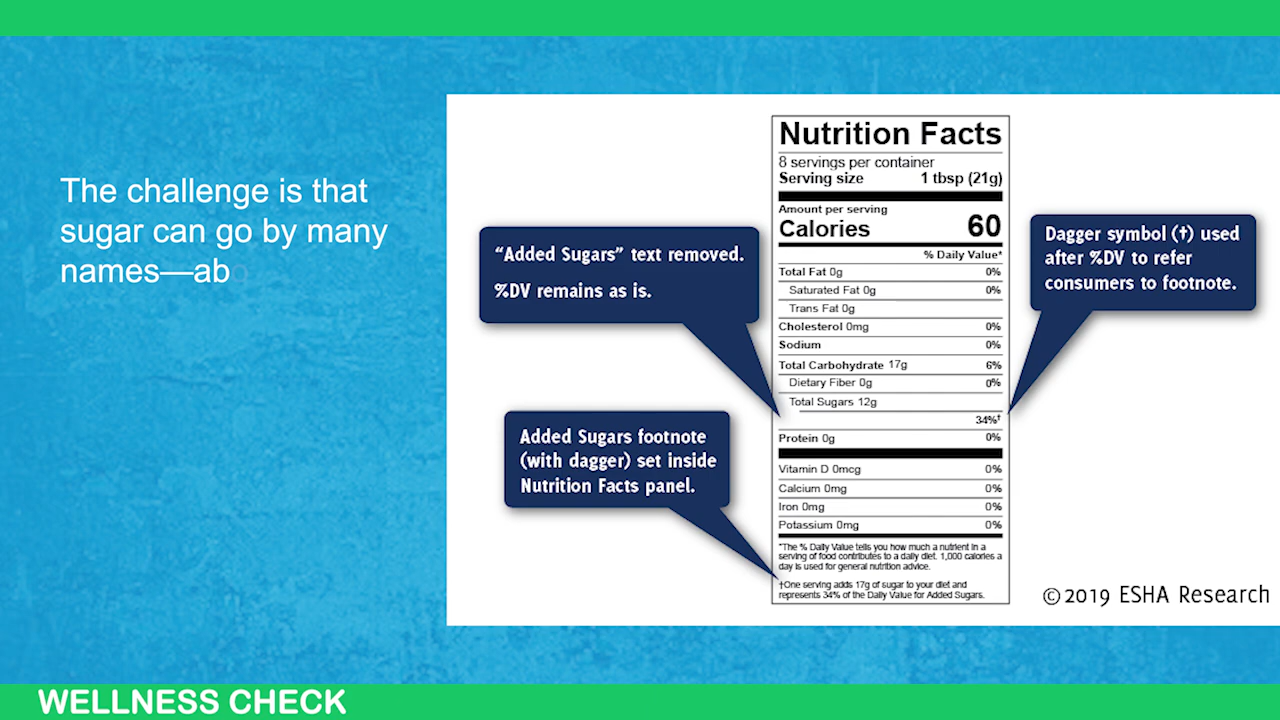 The challenge is that
sugar can go by many
names—ab
"Added Sugars" text removed.
%DV remains as is.
Added Sugars footnote
(with dagger) set inside
Nutrition Facts panel.
Nutrition Facts
8 servings per container
Serving size 1 tbsp (21g)
Amount per serving
Calories 60
% Daily Value*
Total Fat 0g 0%
Saturated Fat 0g 0%
Trans Fat 0g
Cholesterol 0mg 0%
Sodium 0%
Total Carbohydrate 17g 6%
Dietary Fiber 0g 0%
Total Sugars 12g
34%†
Protein 0g 0%
Vitamin D 0mcg 0%
Calcium 0mg 0%
Iron 0mg 0%
Potassium 0mg 0%
*The % Daily Value tells you how much a nutrient in a
serving of food contributes to a daily diet. 1,000 calories a
day is used for general nutrition advice.
†One serving adds 17g of sugar to your diet and
represents 34% of the Daily Value for Added Sugars.
Dagger symbol (†) used
after %DV to refer
consumers to footnote.
©2019 ESHA Research
WELLNESS CHECK